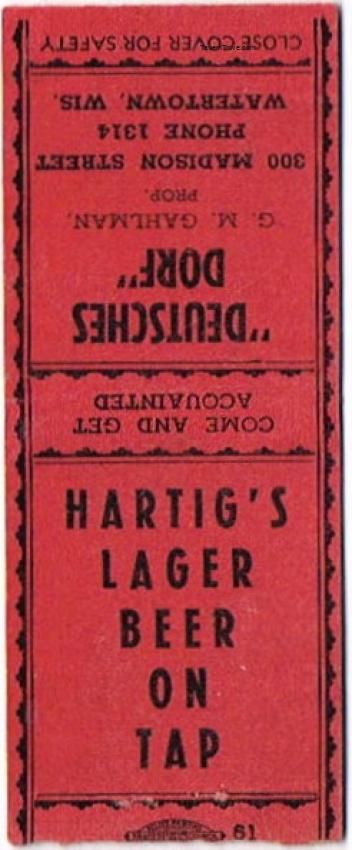 CLOSE COVER FOR SAFETY
WATERTOWN, WIS.
PHONE 1314
300 MADISON STREET
PROP.
G. M. GAHLMAN,
DORF"
"DEUTSCHES
ACQUAINTED
COME AND GET
HARTIG'S
LAGER
BEER
ON
TAP
61